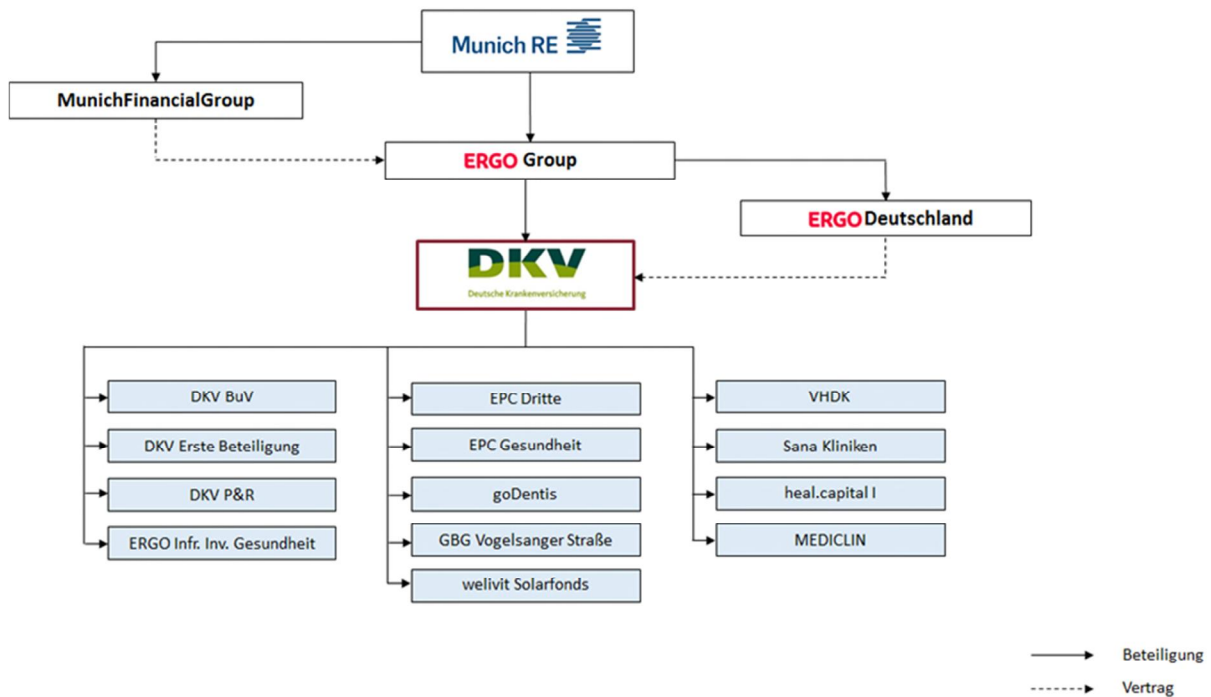 Munich RE
MunichFinancialGroup
ERGO Group
ERGO Deutschland
DKV
Deutsche Krankenversicherung
DKV BuV
DKV Erste Beteiligung
DKV P&R
ERGO Infr. Inv. Gesundheit
EPC Dritte
EPC Gesundheit
goDentis
GBG Vogelsanger Straße
welivit Solarfonds
VHDK
Sana Kliniken
heal.capital I
MEDICLIN
Beteiligung
Vertrag